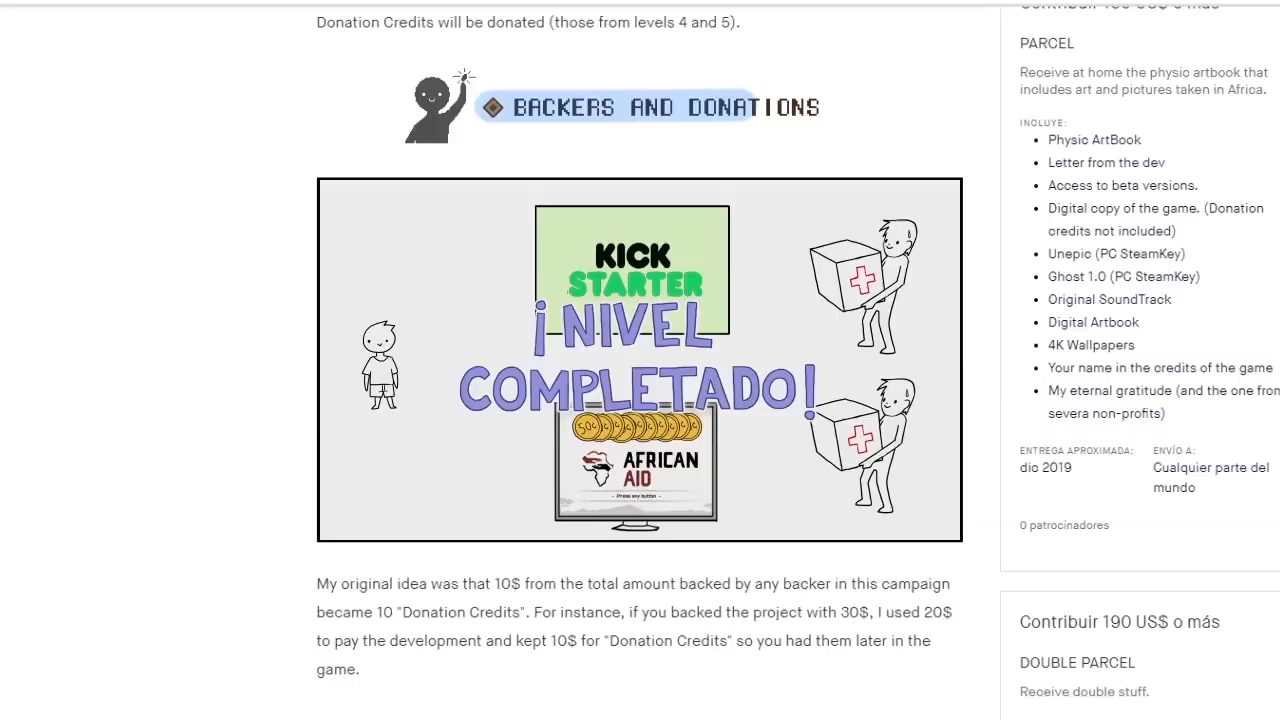 Donation Credits will be donated (those from levels 4 and 5).
BACKERS AND DONATIONS
KICK
STARTER
¡NIVEL
COMPLETADO!
50¢
AFRICAN
AID
- Press any button -
My original idea was that 10$ from the total amount backed by any backer in this campaign
became 10 "Donation Credits". For instance, if you backed the project with 30$, I used 20$
to pay the development and kept 10$ for "Donation Credits" so you had them later in the
game.
PARCEL
Receive at home the physic artbook that
includes art and pictures taken in Africa.
INCLUYE:
Physic ArtBook
Letter from the dev
Access to beta versions.
Digital copy of the game. (Donation
credits not included)
Unepic (PC SteamKey)
Ghost 1.0 (PC SteamKey)
Original SoundTrack
Digital Artbook
4K Wallpapers
Your name in the credits of the game
My eternal gratitude (and the one from
severa non-profits)
ENTREGA APROXIMADA:
dic 2019
ENVÍO A:
Cualquier parte del
mundo
0 patrocinadores
Contribuir 190 US$ o más
DOUBLE PARCEL
Receive double stuff.